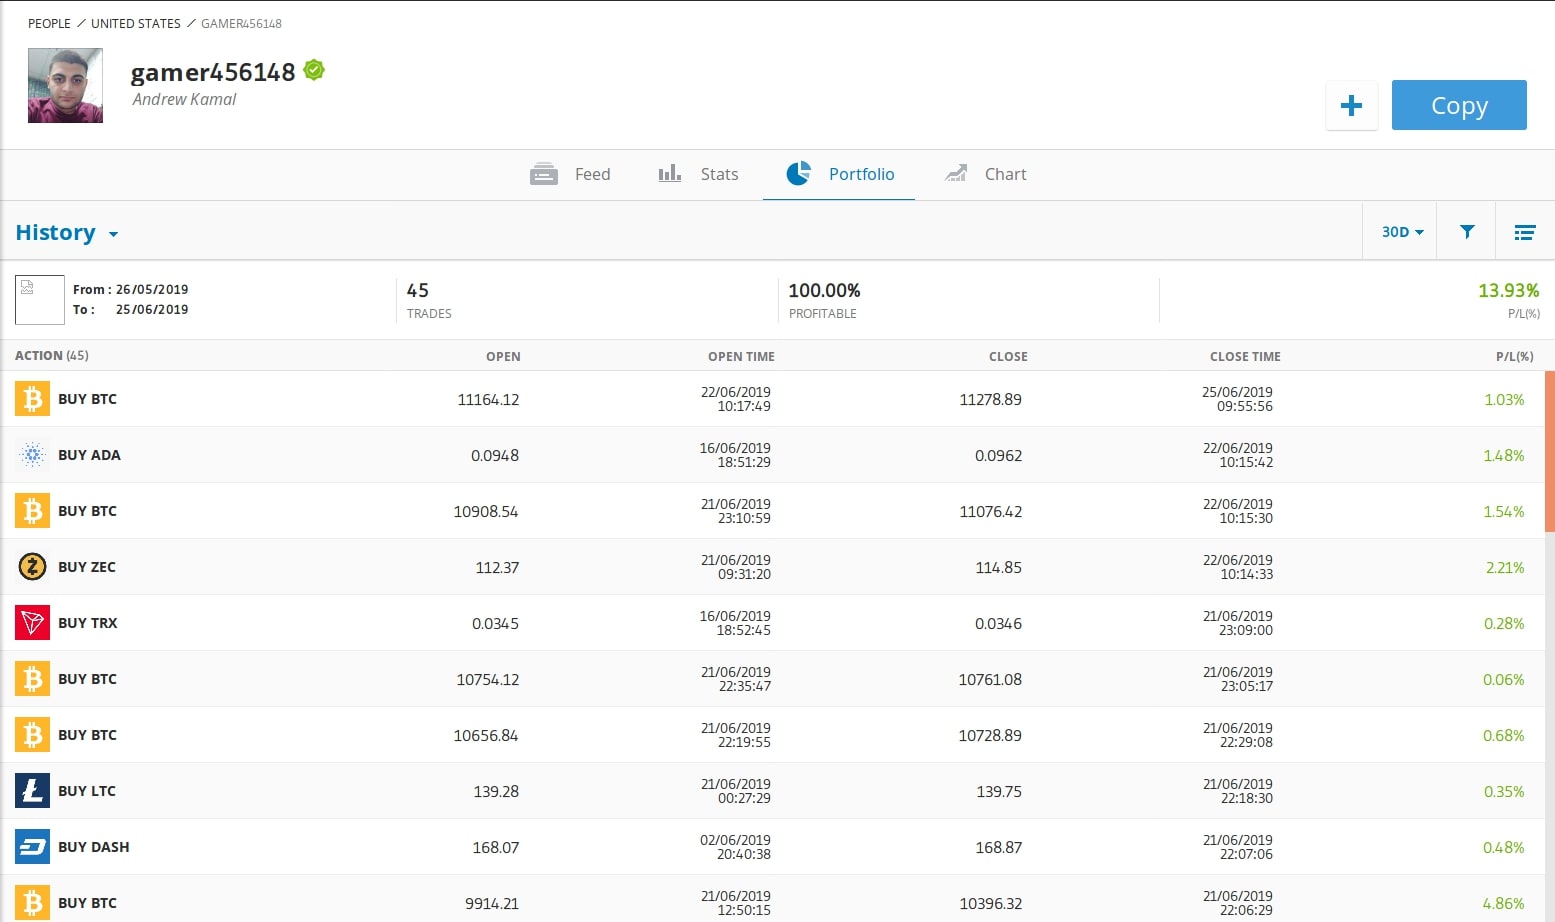 PEOPLE / UNITED STATES / GAMER456148
gamer456148
Andrew Kamal
+ Copy
Feed Stats Portfolio Chart
History 30D
From : 26/05/2019
To : 25/06/2019
45
TRADES
100.00%
PROFITABLE
13.93%
P/L(%)
ACTION (45) OPEN OPEN TIME CLOSE CLOSE TIME P/L(%)
BUY BTC 11164.12 22/06/2019 10:17:49 11278.89 25/06/2019 09:55:56 1.03%
BUY ADA 0.0948 16/06/2019 18:51:29 0.0962 22/06/2019 10:15:42 1.48%
BUY BTC 10908.54 21/06/2019 23:10:59 11076.42 22/06/2019 10:15:30 1.54%
BUY ZEC 112.37 21/06/2019 09:31:20 114.85 22/06/2019 10:14:33 2.21%
BUY TRX 0.0345 16/06/2019 18:52:45 0.0346 21/06/2019 23:09:00 0.28%
BUY BTC 10754.12 21/06/2019 22:35:47 10761.08 21/06/2019 23:05:17 0.06%
BUY BTC 10656.84 21/06/2019 22:19:55 10728.89 21/06/2019 22:29:08 0.68%
BUY LTC 139.28 21/06/2019 00:27:29 139.75 21/06/2019 22:18:30 0.35%
BUY DASH 168.07 02/06/2019 20:40:38 168.87 21/06/2019 22:07:06 0.48%
BUY BTC 9914.21 21/06/2019 12:50:15 10396.32 21/06/2019 22:06:29 4.86%